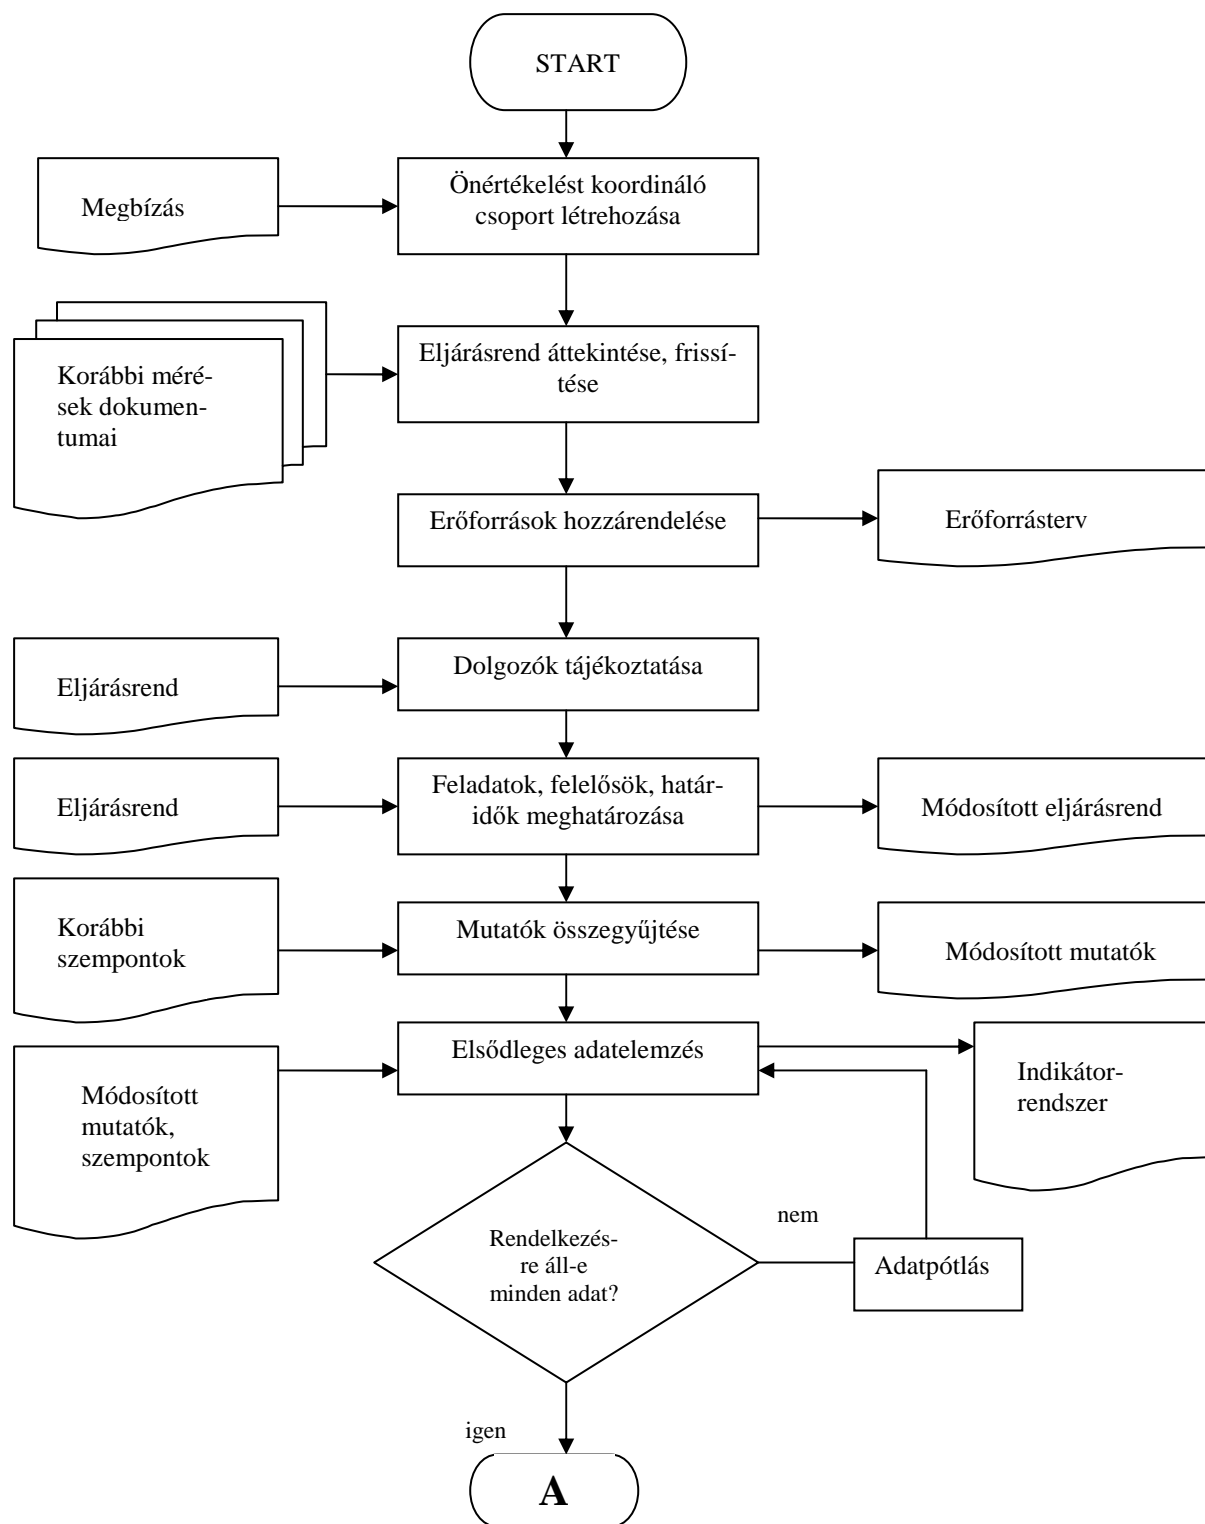 START
Megbízás
Önértékelést koordináló
csoport létrehozása
Korábbi méré-
sek dokumen-
tumai
Eljárásrend áttekintése, frissí-
tése
Erőforrások hozzárendelése
Erőforrásterv
Eljárásrend
Dolgozók tájékoztatása
Eljárásrend
Feladatok, felelősök, határ-
idők meghatározása
Módosított eljárásrend
Korábbi
szempontok
Mutatók összegyűjtése
Módosított mutatók
Módosított
mutatók,
szempontok
Elsődleges adatelemzés
Indikátor-
rendszer
Rendelkezés-
re áll-e
minden adat?
nem
Adatpótlás
igen
A